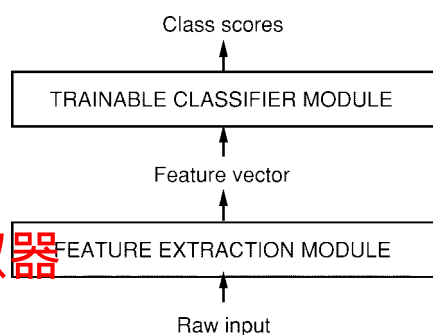 Class scores
TRAINABLE CLASSIFIER MODULE
Feature vector
器
FEATURE EXTRACTION MODULE
Raw input